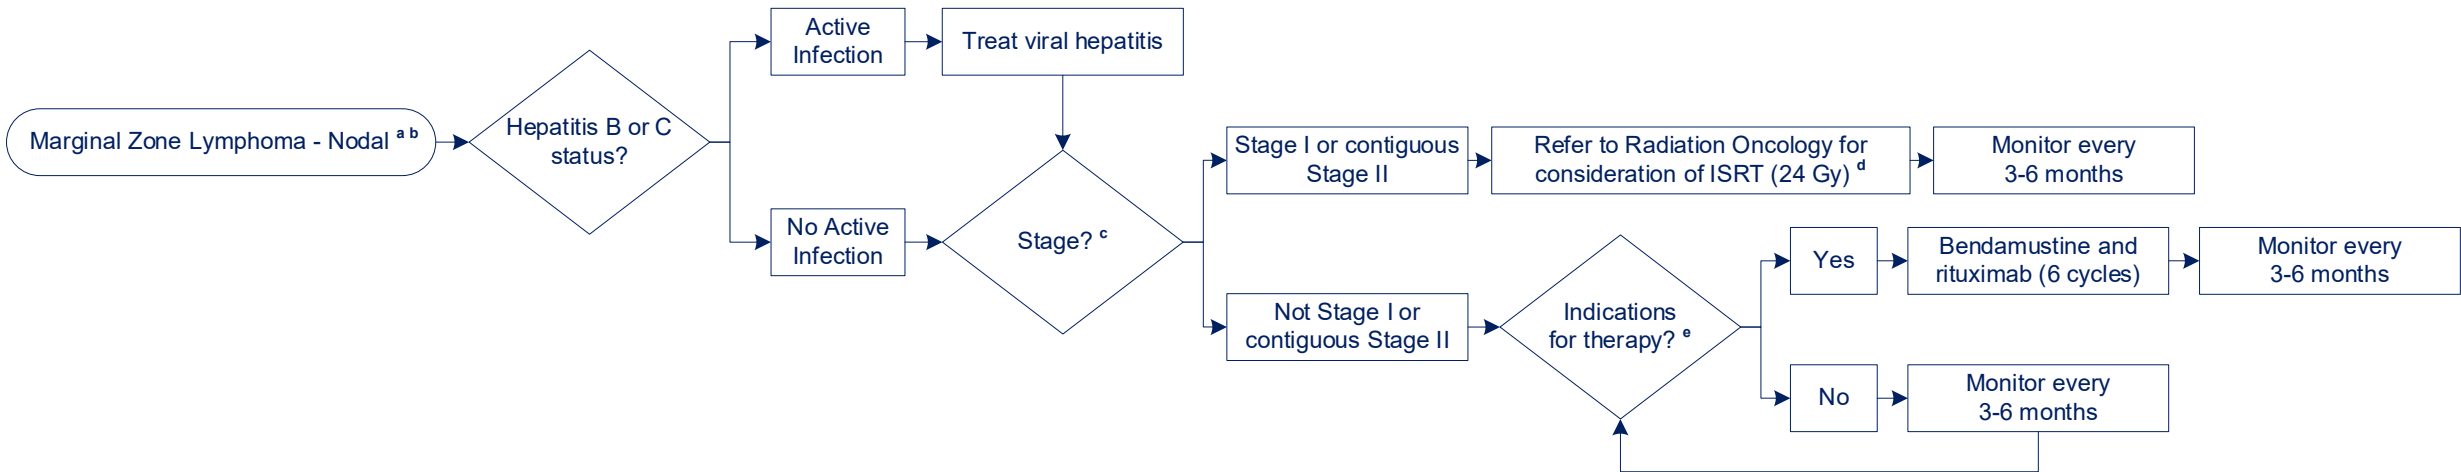 Marginal Zone Lymphoma - Nodal a b
Hepatitis B or C
status?
Active
Infection
Treat viral hepatitis
No Active
Infection
Stage? c
Stage I or contiguous
Stage II
Refer to Radiation Oncology for
consideration of ISRT (24 Gy) d
Monitor every
3-6 months
Not Stage I or
contiguous Stage II
Indications
for therapy? e
Yes
Bendamustine and
rituximab (6 cycles)
Monitor every
3-6 months
No
Monitor every
3-6 months